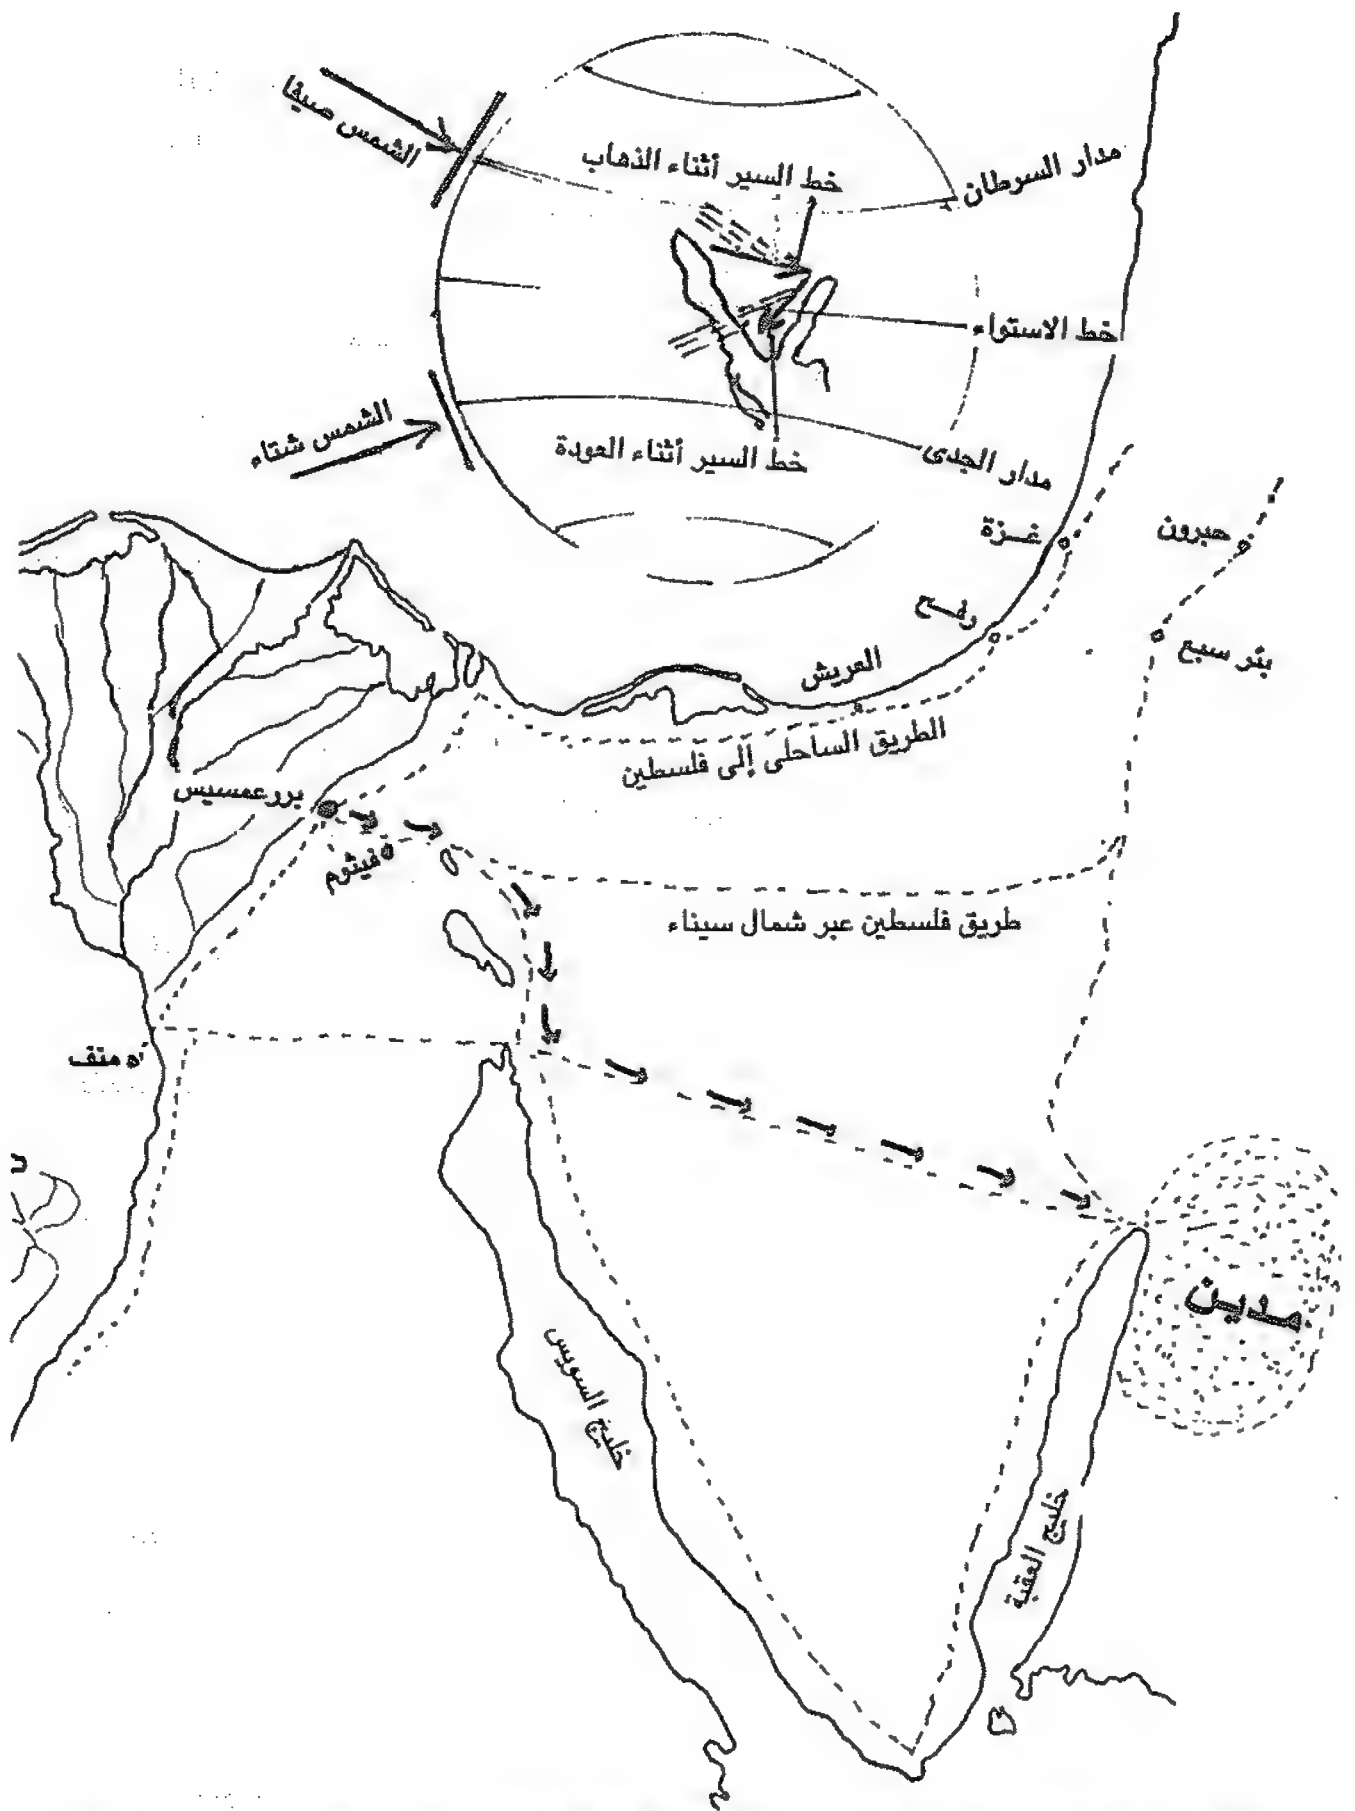 الشمس صيفا
خط السير أثناء الذهاب
مدار السرطان
خط الاستواء
الشمس شتاء
خط السير أثناء العودة
مدار الجدى
غزة
حبرون
رفح
بئر سبع
العريش
الطريق الساحلى إلى فلسطين
بررعمسيس
فيثوم
طريق فلسطين عبر شمال سيناء
منف
مدين
خليج السويس
خليج العقبة